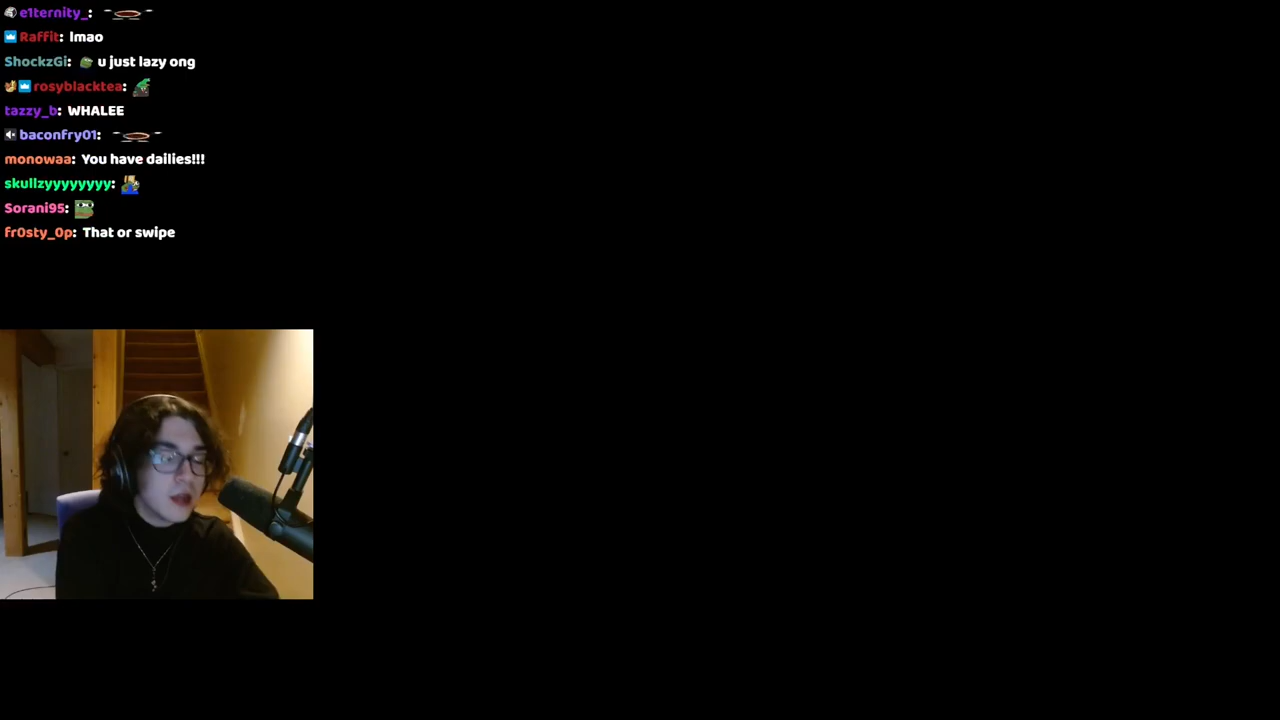 e1ternity_:
Raffit: lmao
ShockzGi: u just lazy ong
rosyblacktea:
tazzy_b: WHALEE
baconfry01:
monowaa: You have dailies!!!
skullzyyyyyyyy:
Sorani95:
fr0sty_0p: That or swipe